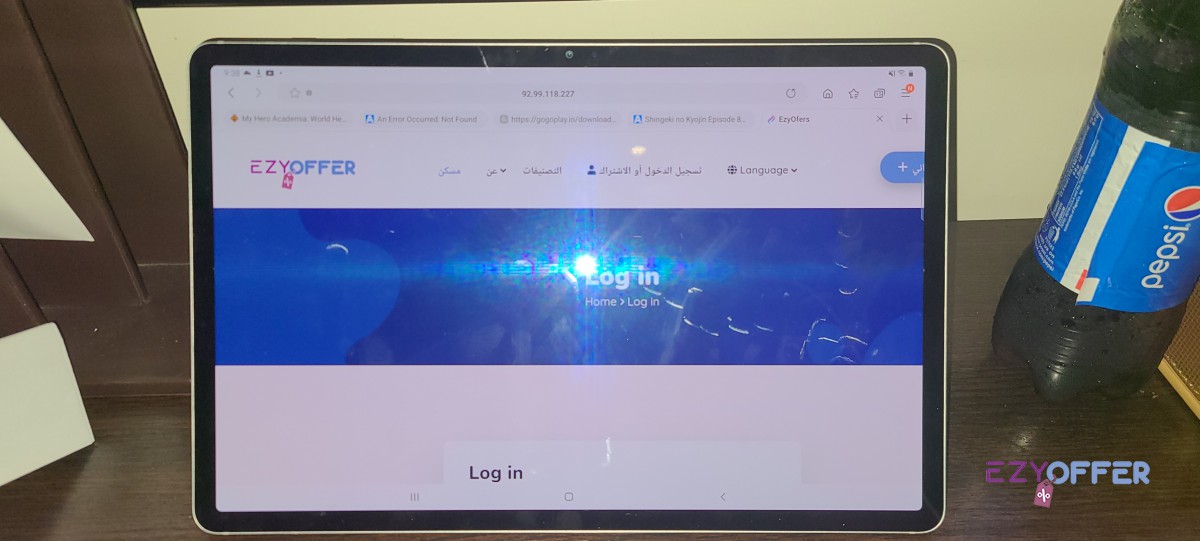 9:38
92.99.118.227
My Hero Academia: World He...
An Error Occurred: Not Found
https://gogoplay.io/download...
Shingeki no Kyojin Episode 8...
EzyOfers
EZYOFFER
مسكن
عن
التصنيفات
تسجيل الدخول أو الاشتراك
Language
Log in
Home > Log in
Log in
pepsi
EZYOFFER
%